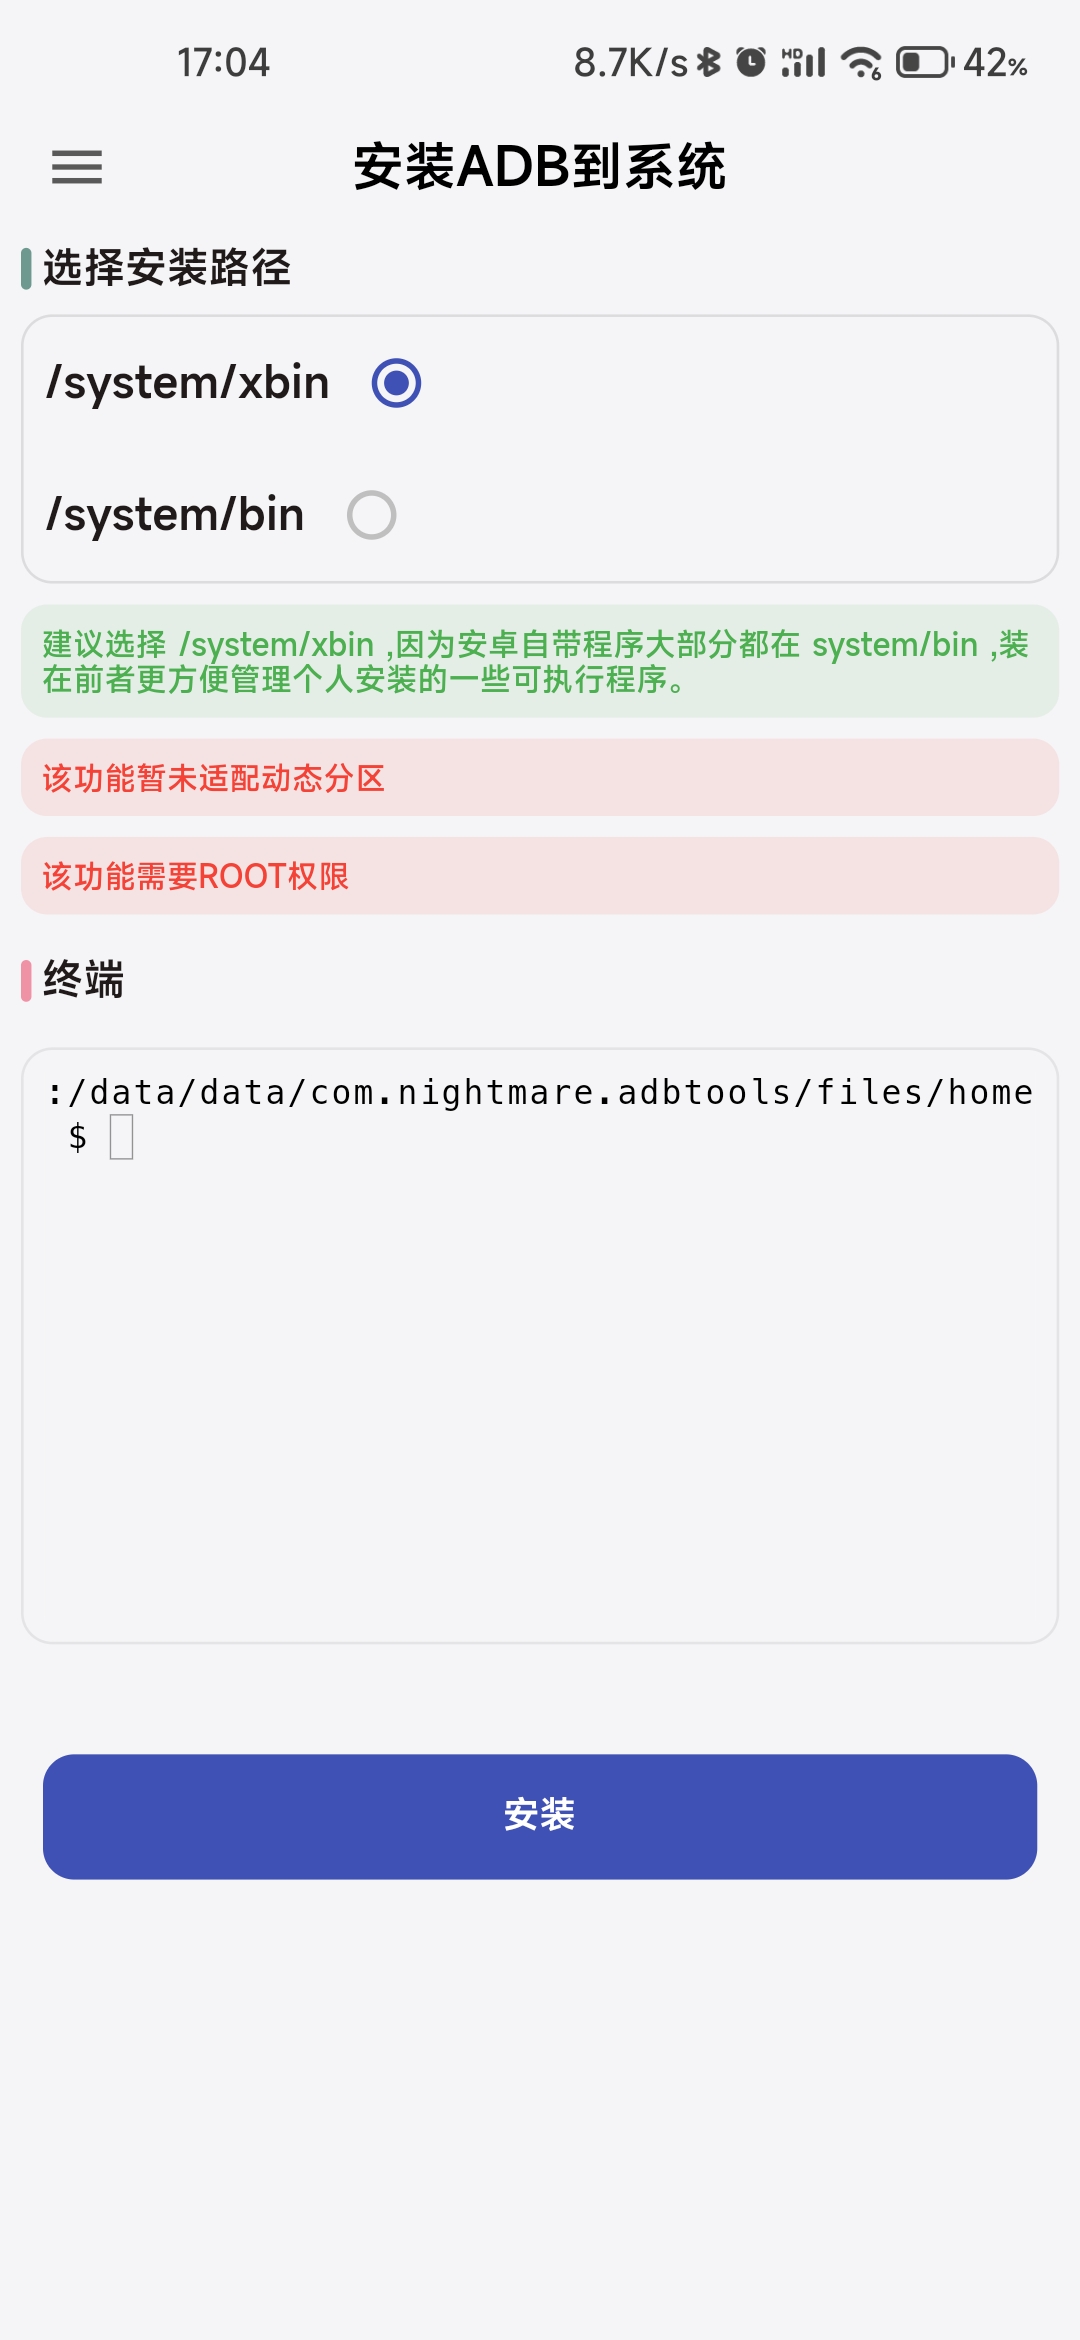 17:04 8.7K/s HD 6 42%
安装ADB到系统
选择安装路径
/system/xbin
/system/bin
建议选择 /system/xbin ,因为安卓自带程序大部分都在 system/bin ,装
在前者更方便管理个人安装的一些可执行程序。
该功能暂未适配动态分区
该功能需要ROOT权限
终端
:/data/data/com.nightmare.adbtools/files/home
$
安装